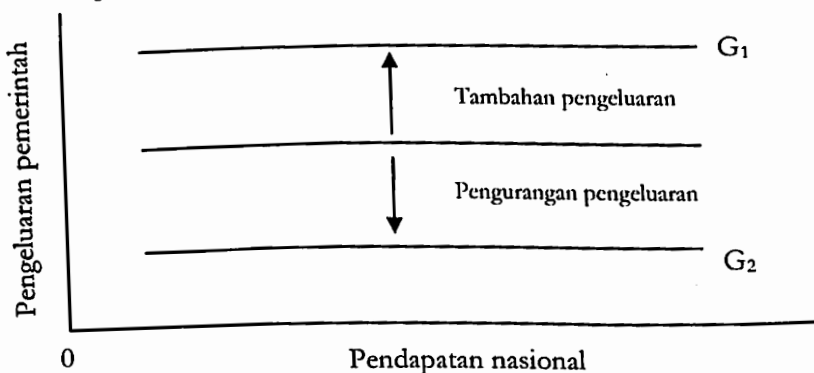 G₁
Tambahan pengeluaran
Pengurangan pengeluaran
G₂
Pengeluaran pemerintah
0
Pendapatan nasional